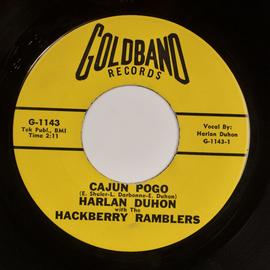 GOLDBAND
RECORDS
G-1143
Tek Publ., BMI
Time 2:11
Vocal By:
Harlan Duhon
G-1143-1
CAJUN POGO
(E. Shuler-L. Darbonne-E. Duhon)
HARLAN DUHON
with The
HACKBERRY RAMBLERS